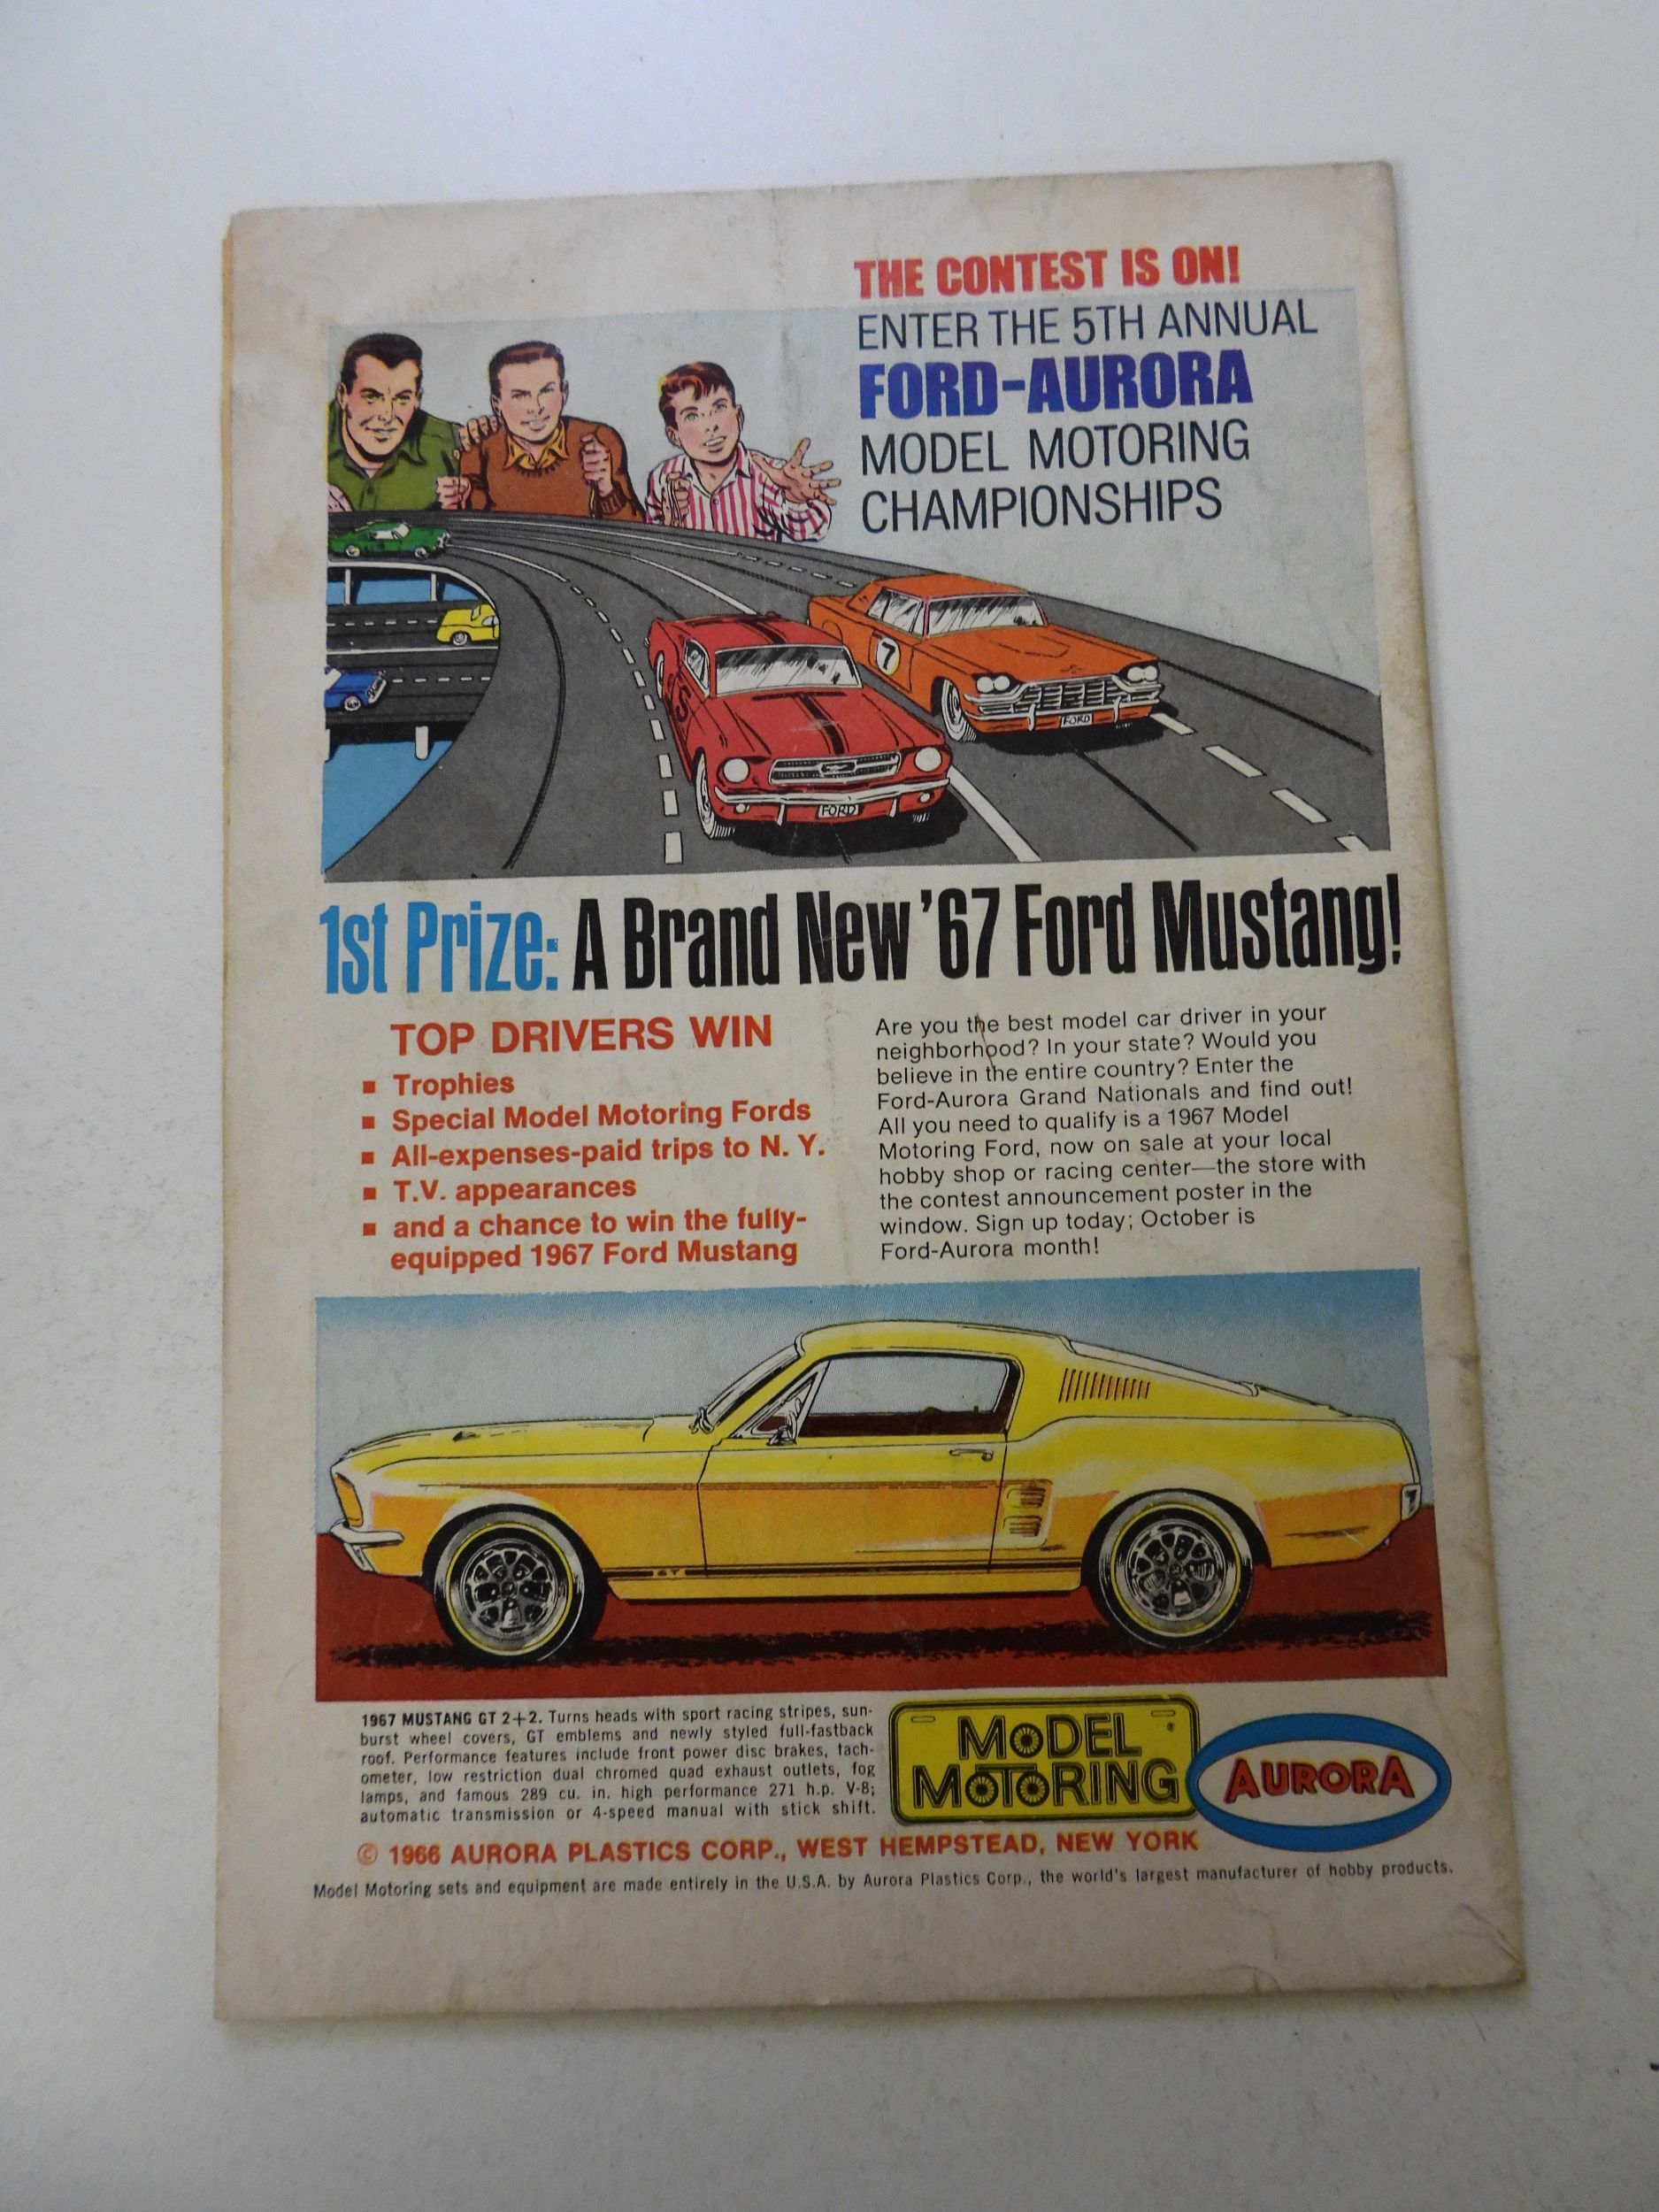 THE CONTEST IS ON!
ENTER THE 5TH ANNUAL
FORD-AURORA
MODEL MOTORING
CHAMPIONSHIPS
7
FORD
FORD
1st Prize: A Brand New '67 Ford Mustang!
TOP DRIVERS WIN
▪ Trophies
▪ Special Model Motoring Fords
▪ All-expenses-paid trips to N. Y.
▪ T.V. appearances
▪ and a chance to win the fully-
equipped 1967 Ford Mustang
Are you the best model car driver in your
neighborhood? In your state? Would you
believe in the entire country? Enter the
Ford-Aurora Grand Nationals and find out!
All you need to qualify is a 1967 Model
Motoring Ford, now on sale at your local
hobby shop or racing center—the store with
the contest announcement poster in the
window. Sign up today; October is
Ford-Aurora month!
1967 MUSTANG GT 2+2. Turns heads with sport racing stripes, sun-
burst wheel covers, GT emblems and newly styled full-fastback
roof. Performance features include front power disc brakes, tach-
ometer, low restriction dual chromed quad exhaust outlets, fog
lamps, and famous 289 cu. in. high performance 271 h.p. V-8;
automatic transmission or 4-speed manual with stick shift.
MODEL
MOTORING
AURORA
© 1966 AURORA PLASTICS CORP., WEST HEMPSTEAD, NEW YORK
Model Motoring sets and equipment are made entirely in the U.S.A. by Aurora Plastics Corp., the world's largest manufacturer of hobby products.